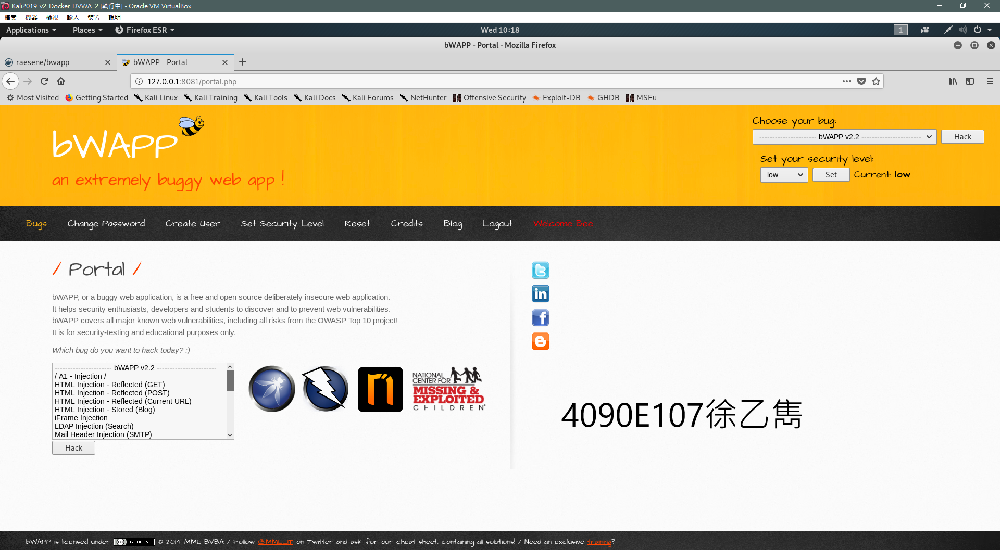 Kali2019_v2_Docker_DVWA 2 [執行中] - Oracle VM VirtualBox
檔案 機器 檢視 輸入 裝置 說明
Applications Places Firefox ESR Wed 10:18 1
bWAPP - Portal - Mozilla Firefox
raesene/bwapp bWAPP - Portal
127.0.0.1:8081/portal.php
Most Visited Getting Started Kali Linux Kali Training Kali Tools Kali Docs Kali Forums NetHunter Offensive Security Exploit-DB GHDB MSFu
bWAPP
an extremely buggy web app !
Choose your bug:
---------------------- bWAPP v2.2 ----------------------- Hack
Set your security level:
low Set Current: low
Bugs Change Password Create User Set Security Level Reset Credits Blog Logout Welcome Bee
/ Portal /
bWAPP, or a buggy web application, is a free and open source deliberately insecure web application.
It helps security enthusiasts, developers and students to discover and to prevent web vulnerabilities.
bWAPP covers all major known web vulnerabilities, including all risks from the OWASP Top 10 project!
It is for security-testing and educational purposes only.
Which bug do you want to hack today? :)
---------------------- bWAPP v2.2 -----------------------
/ A1 - Injection /
HTML Injection - Reflected (GET)
HTML Injection - Reflected (POST)
HTML Injection - Reflected (Current URL)
HTML Injection - Stored (Blog)
iFrame Injection
LDAP Injection (Search)
Mail Header Injection (SMTP)
Hack
NATIONAL
CENTER FOR
MISSING &
EXPLOITED
CHILDREN®
4090E107徐乙雋
bWAPP is licensed under (cc) BY-NC-ND © 2014 MME BVBA / Follow @MME_IT on Twitter and ask for our cheat sheet, containing all solutions! / Need an exclusive training?